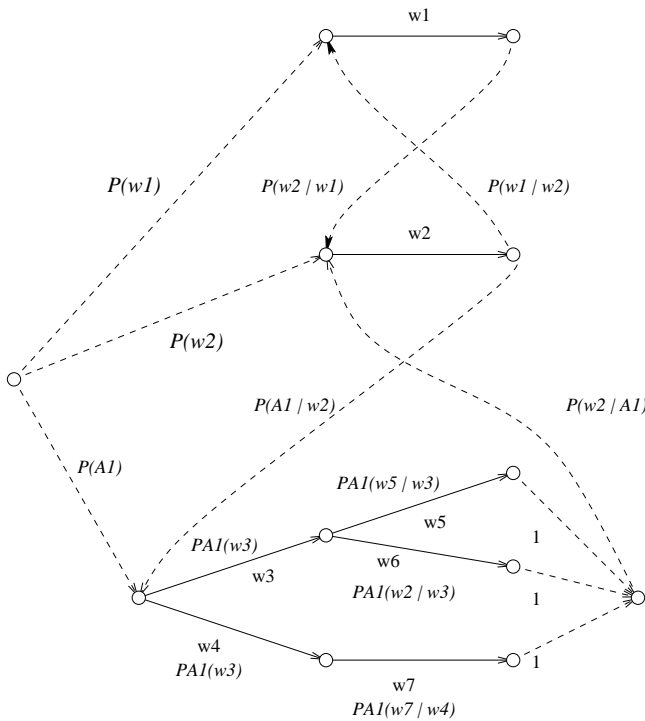 w1
P(w1)
P(w2 | w1)
P(w1 | w2)
w2
P(w2)
P(A1 | w2)
P(w2 | A1)
P(A1)
PA1(w5 | w3)
w5
PA1(w3)
w3
w6
1
PA1(w2 | w3)
1
w4
PA1(w3)
1
w7
PA1(w7 | w4)